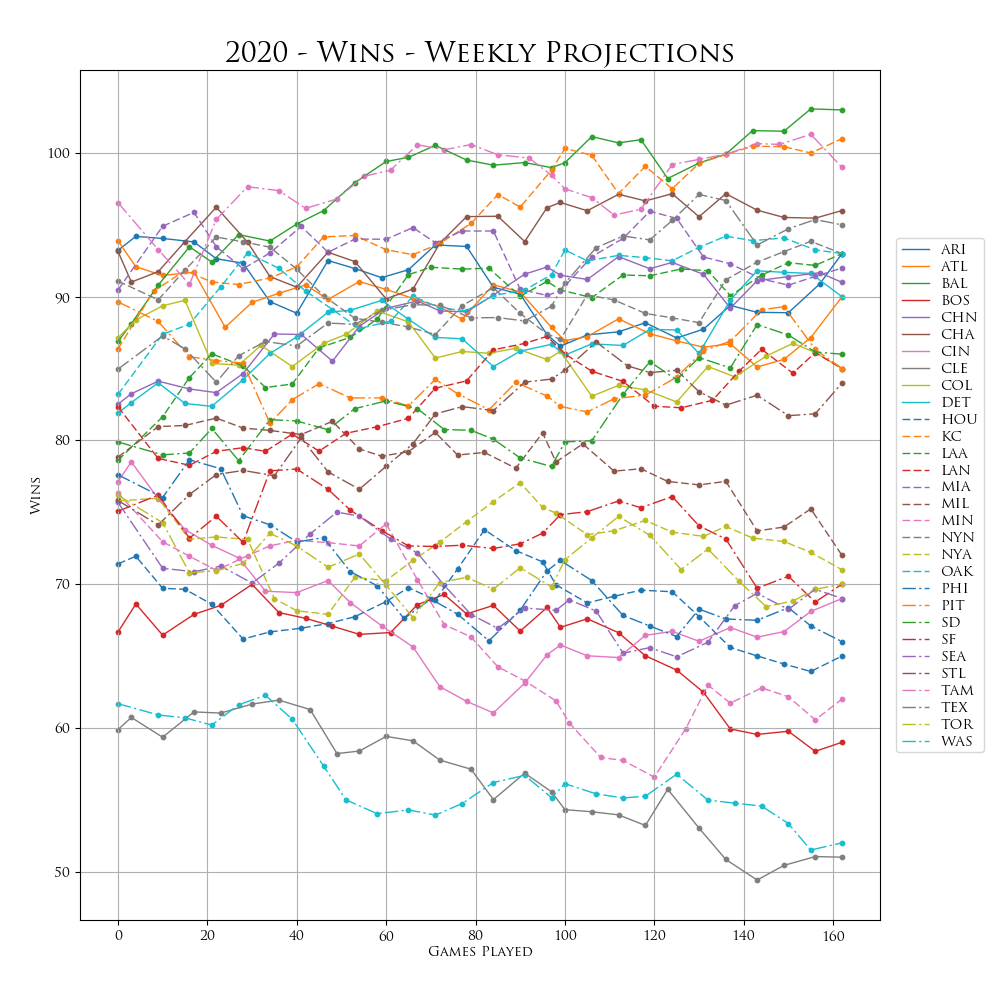 2020 - Wins - Weekly Projections
Wins
100
90
80
70
60
50
0 20 40 60 80 100 120 140 160
Games Played
ARI
ATL
BAL
BOS
CHN
CHA
CIN
CLE
COL
DET
HOU
KC
LAA
LAN
MIA
MIL
MIN
NYN
NYA
OAK
PHI
PIT
SD
SF
SEA
STL
TAM
TEX
TOR
WAS